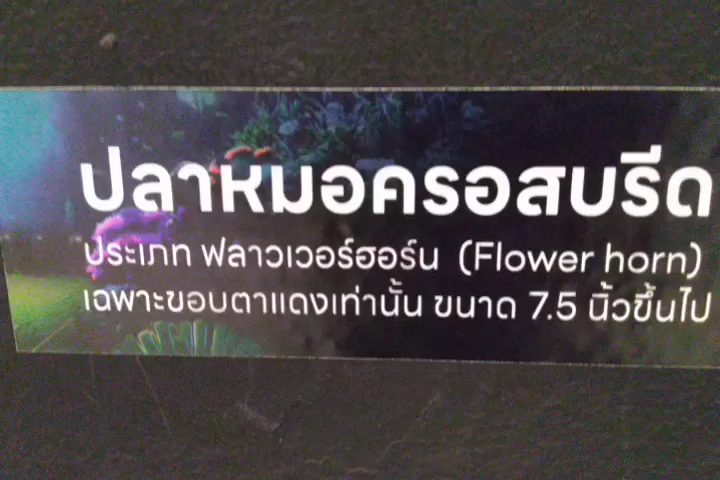 ปลาหมอครอสบรีด
ประเภท ฟลาวเวอร์ฮอร์น (Flower horn)
เฉพาะขอบตาแดงเท่านั้น ขนาด 7.5 นิ้วขึ้นไป